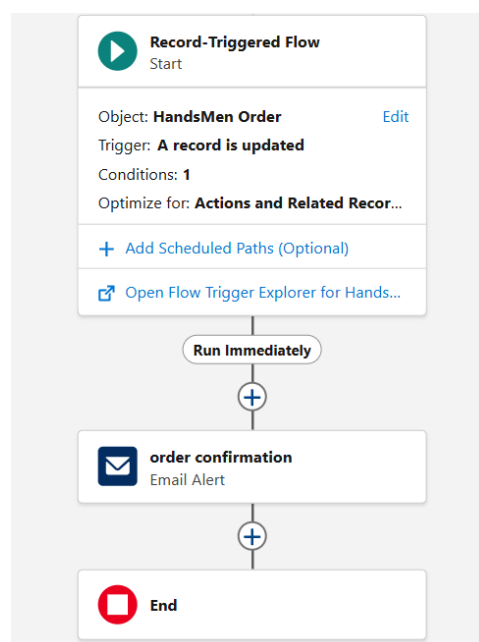 Record-Triggered Flow
Start
Object: HandsMen Order
Edit
Trigger: A record is updated
Conditions: 1
Optimize for: Actions and Related Recor...
+ Add Scheduled Paths (Optional)
Open Flow Trigger Explorer for Hands...
Run Immediately
order confirmation
Email Alert
End